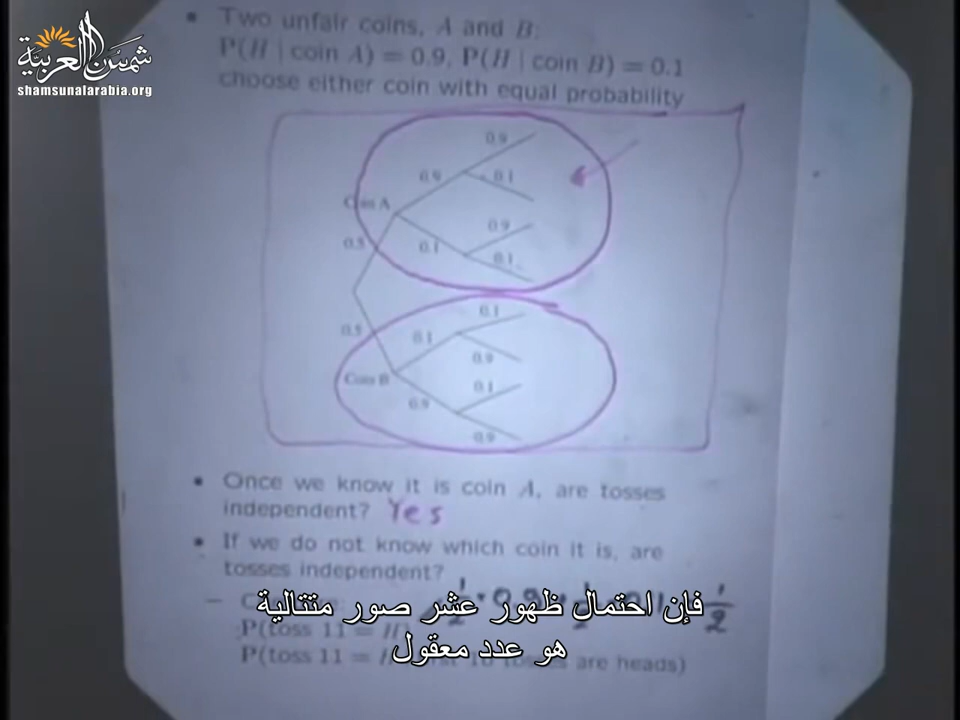 شمس العربية
shamsunalarabia.org
• Two unfair coins, A and B:
P(H | coin A) = 0.9, P(H | coin B) = 0.1
choose either coin with equal probability
0.9
0.9
0.1
Coin A
0.9
0.5
0.1
0.1
0.1
0.5
0.1
0.9
Coin B
0.1
0.9
0.9
• Once we know it is coin A, are tosses
independent? Yes
• If we do not know which coin it is, are
tosses independent?
فإن احتمال ظهور عشر صور متتالية
P(toss 11 =
هو عدد معقول
P(toss 11 = are heads)